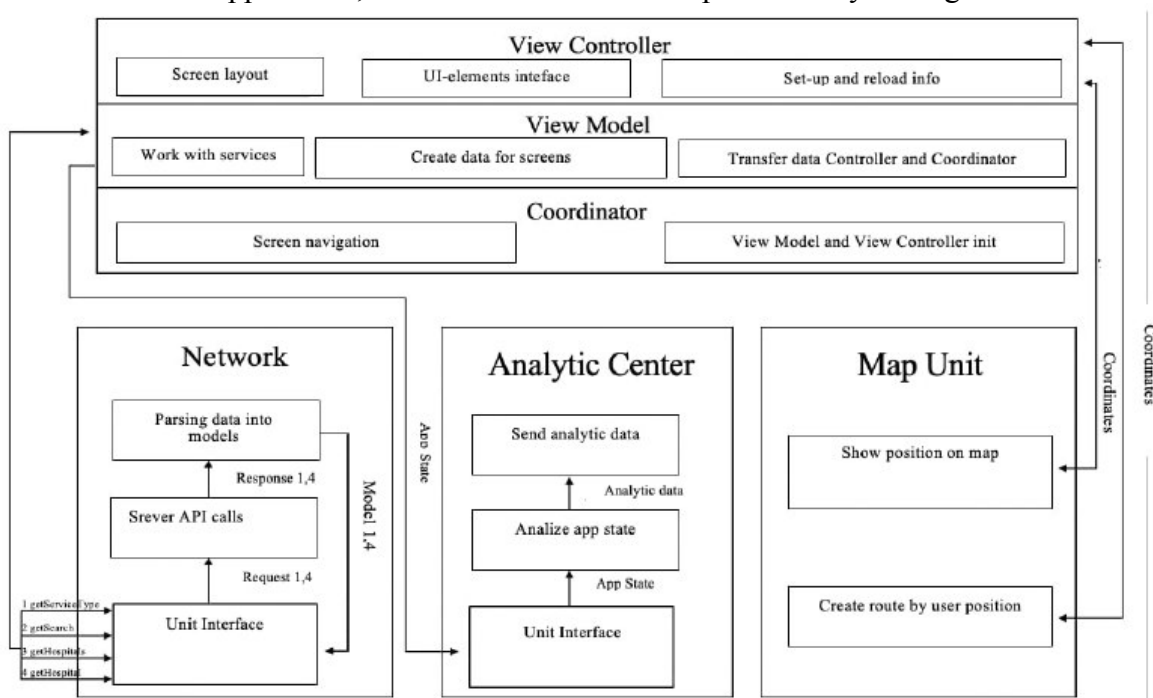 View Controller
Screen layout
UI-elements inteface
Set-up and reload info
View Model
Work with services
Create data for screens
Transfer data Controller and Coordinator
Coordinator
Screen navigation
View Model and View Controller init
Network
Parsing data into
models
Response 1,4
Srever API calls
Model 1,4
Request 1,4
1 getServiceType
2 getSearch
3 getHospitals
4 getHospital
Unit Interface
App State
Analytic Center
Send analytic data
Analytic data
Analize app state
App State
Unit Interface
Map Unit
Show position on map
Create route by user position
Coordinates
Coordinates